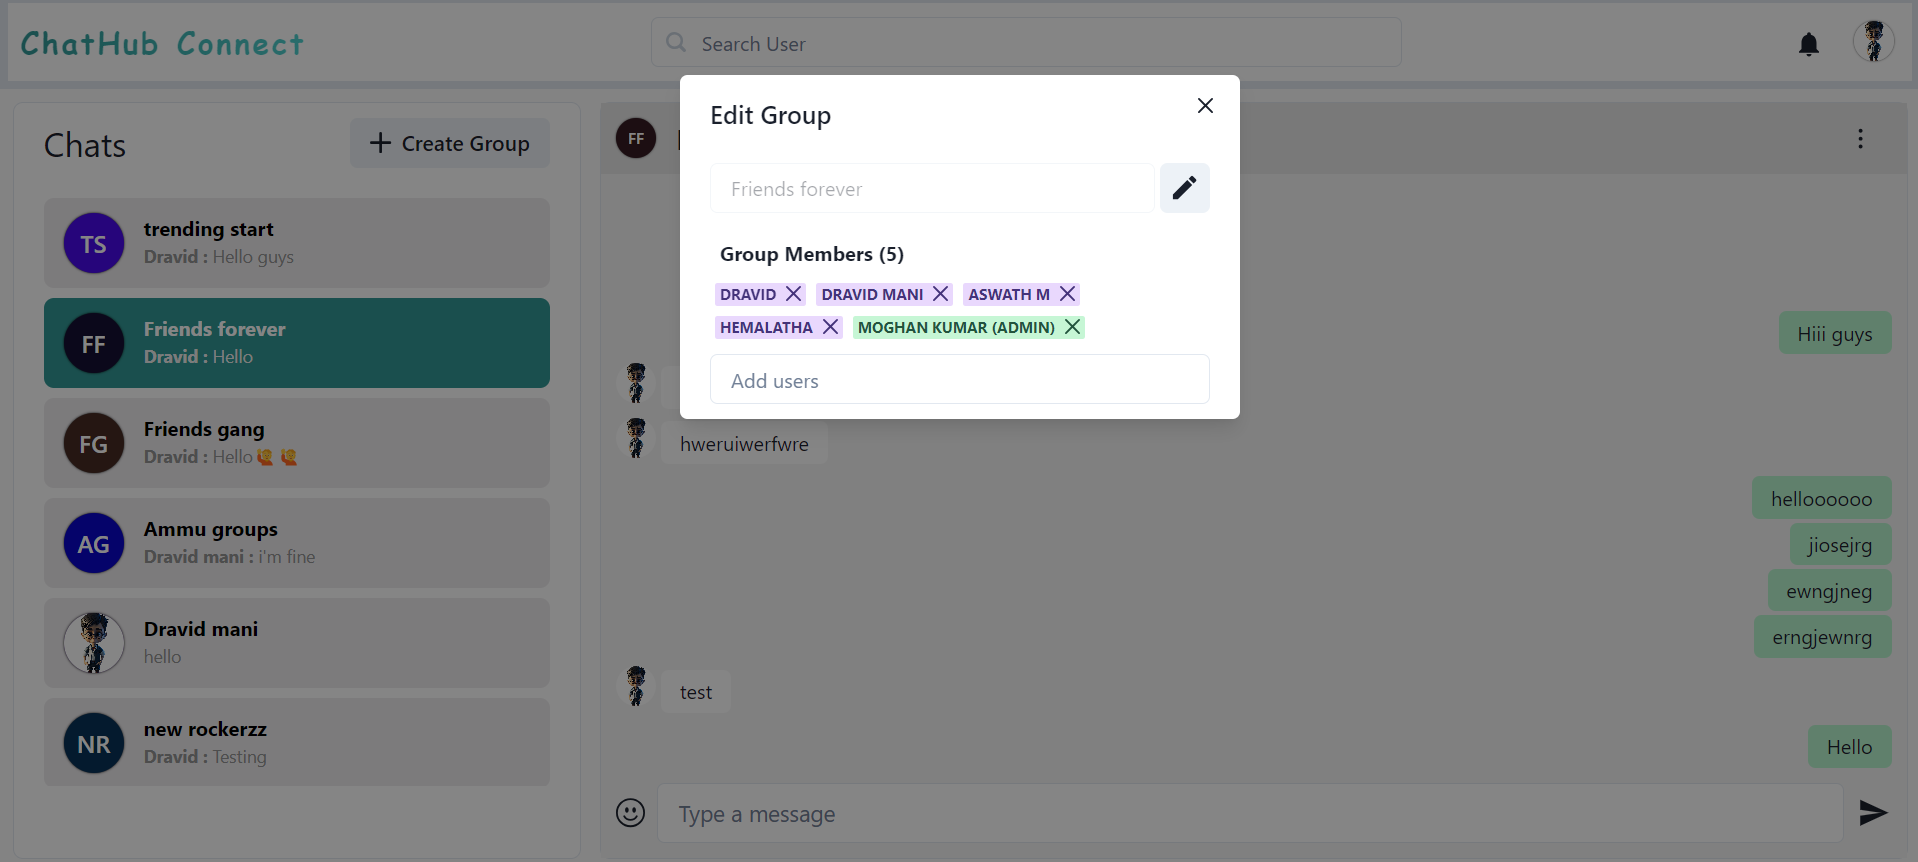 ChatHub Connect
Search User
Chats
Create Group
TS
trending start
Dravid : Hello guys
FF
Friends forever
Dravid : Hello
FG
Friends gang
Dravid : Hello🙋 🙋
AG
Ammu groups
Dravid mani : i'm fine
Dravid mani
hello
NR
new rockerzz
Dravid : Testing
FF
Edit Group
Friends forever
Group Members (5)
DRAVID DRAVID MANI ASWATH M
HEMALATHA MOGHAN KUMAR (ADMIN)
Add users
Hiii guys
hweruiwerfwre
helloooooo
jiosejrg
ewngjneg
erngjewnrg
test
Hello
Type a message